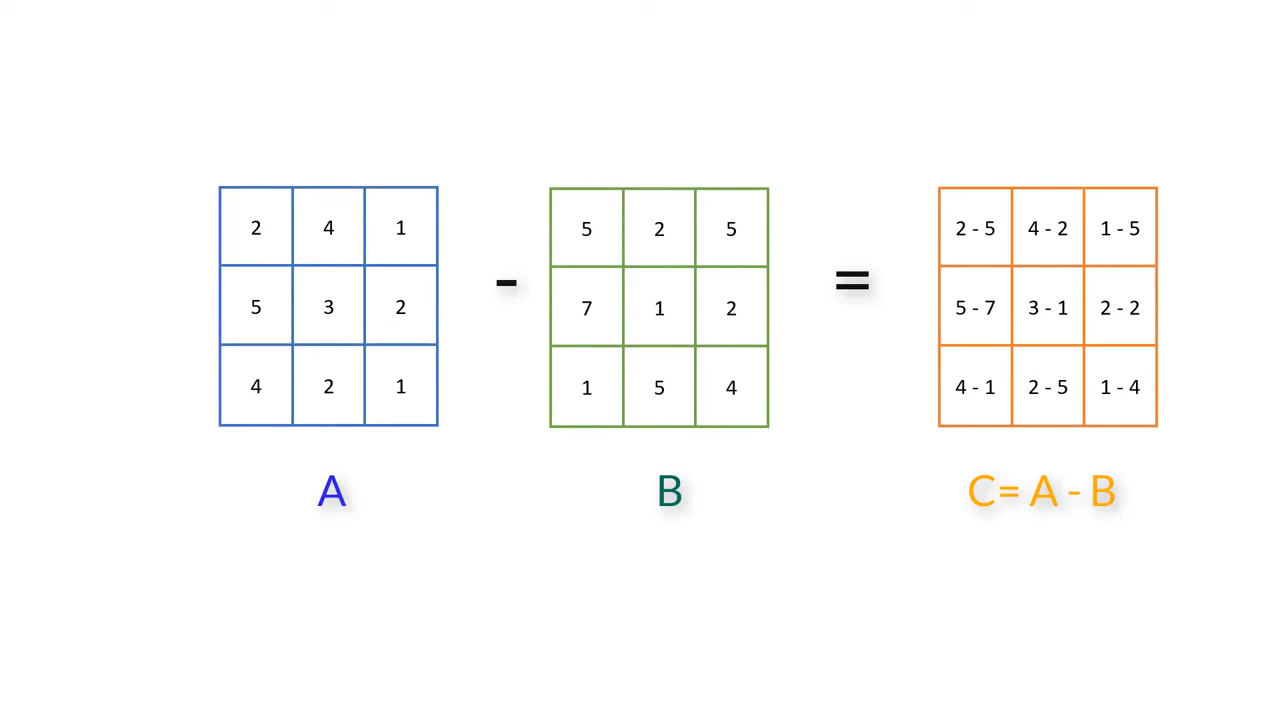 2 4 1 5 2 5 2 - 5 4 - 2 1 - 5
- =
5 3 2 7 1 2 5 - 7 3 - 1 2 - 2
4 2 1 1 5 4 4 - 1 2 - 5 1 - 4
A B C= A - B